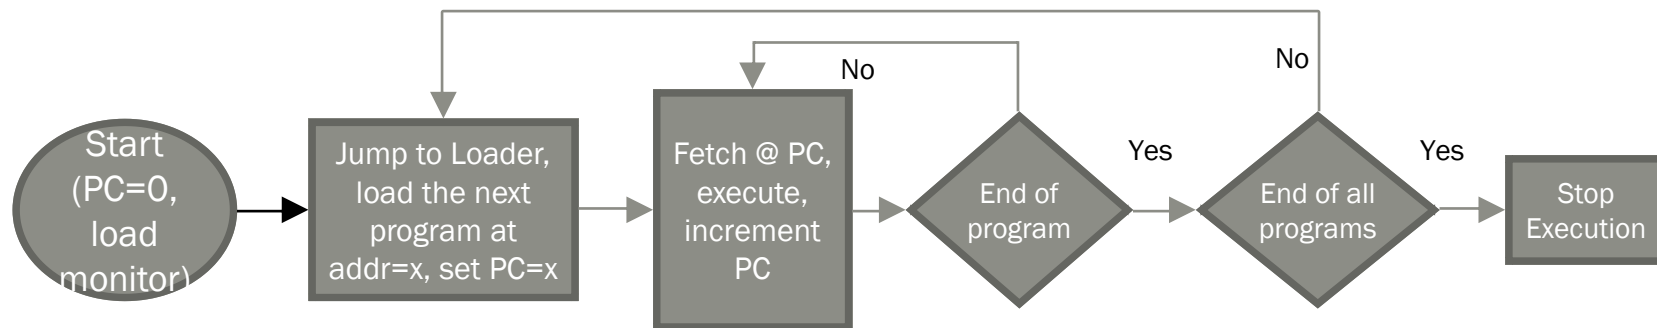 Start
(PC=0,
load
monitor)
Jump to Loader,
load the next
program at
addr=x, set PC=x
Fetch @ PC,
execute,
increment
PC
No
End of
program
Yes
No
End of all
programs
Yes
Stop
Execution